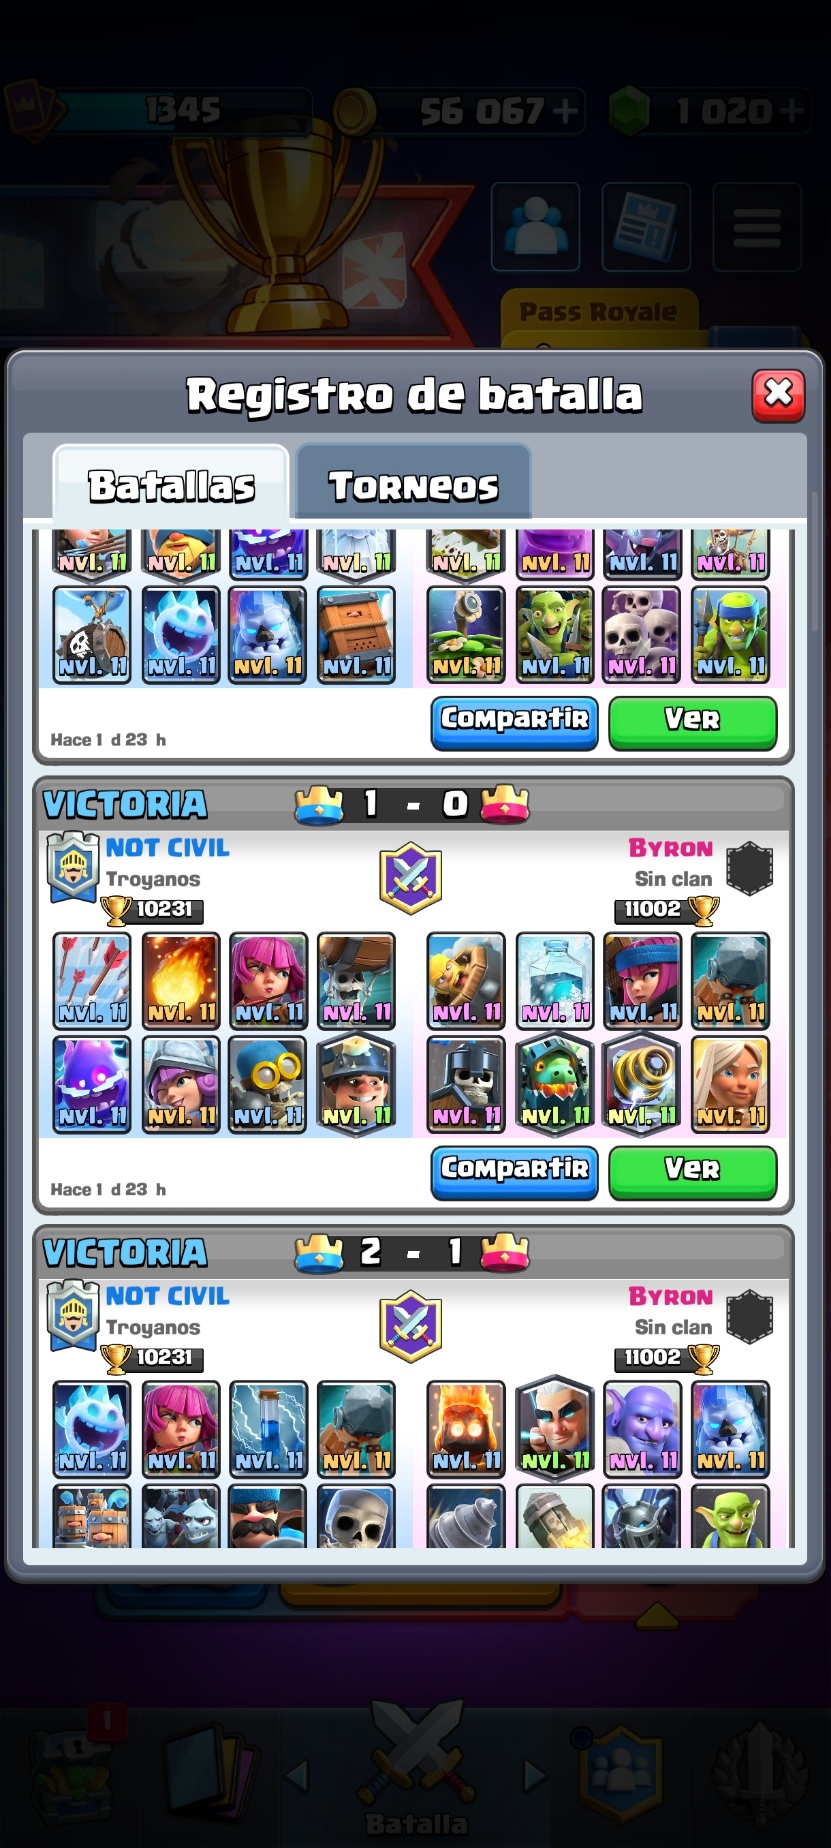 1345 56 067 + 1 020 +
Pass Royale
Registro de batalla
Batallas Torneos
Nvl. 11 Nvl. 11 Nvl. 11 Nvl. 11 Nvl. 11 Nvl. 11 Nvl. 11 Nvl. 11
Nvl. 11 Nvl. 11 Nvl. 11 Nvl. 11 Nvl. 11 Nvl. 11 Nvl. 11 Nvl. 11
Hace 1 d 23 h Compartir Ver
VICTORIA 1 - 0
NOT CIVIL Byron
Troyanos Sin clan
10231 11002
Nvl. 11 Nvl. 11 Nvl. 11 Nvl. 11 Nvl. 11 Nvl. 11 Nvl. 11 Nvl. 11
Nvl. 11 Nvl. 11 Nvl. 11 Nvl. 11 Nvl. 11 Nvl. 11 Nvl. 11 Nvl. 11
Hace 1 d 23 h Compartir Ver
VICTORIA 2 - 1
NOT CIVIL Byron
Troyanos Sin clan
10231 11002
Nvl. 11 Nvl. 11 Nvl. 11 Nvl. 11 Nvl. 11 Nvl. 11 Nvl. 11 Nvl. 11
1
Batalla